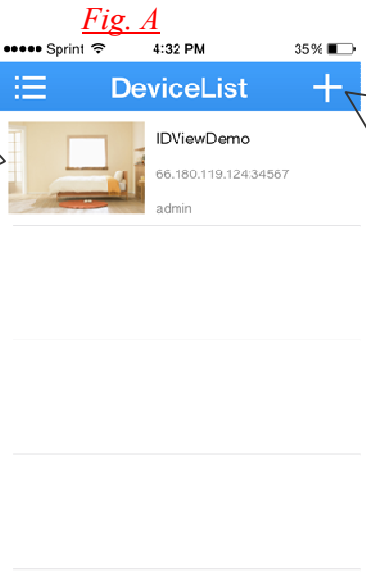 Fig. A
Sprint 4:32 PM 35%
DeviceList
IDViewDemo
66.180.119.124:34567
admin